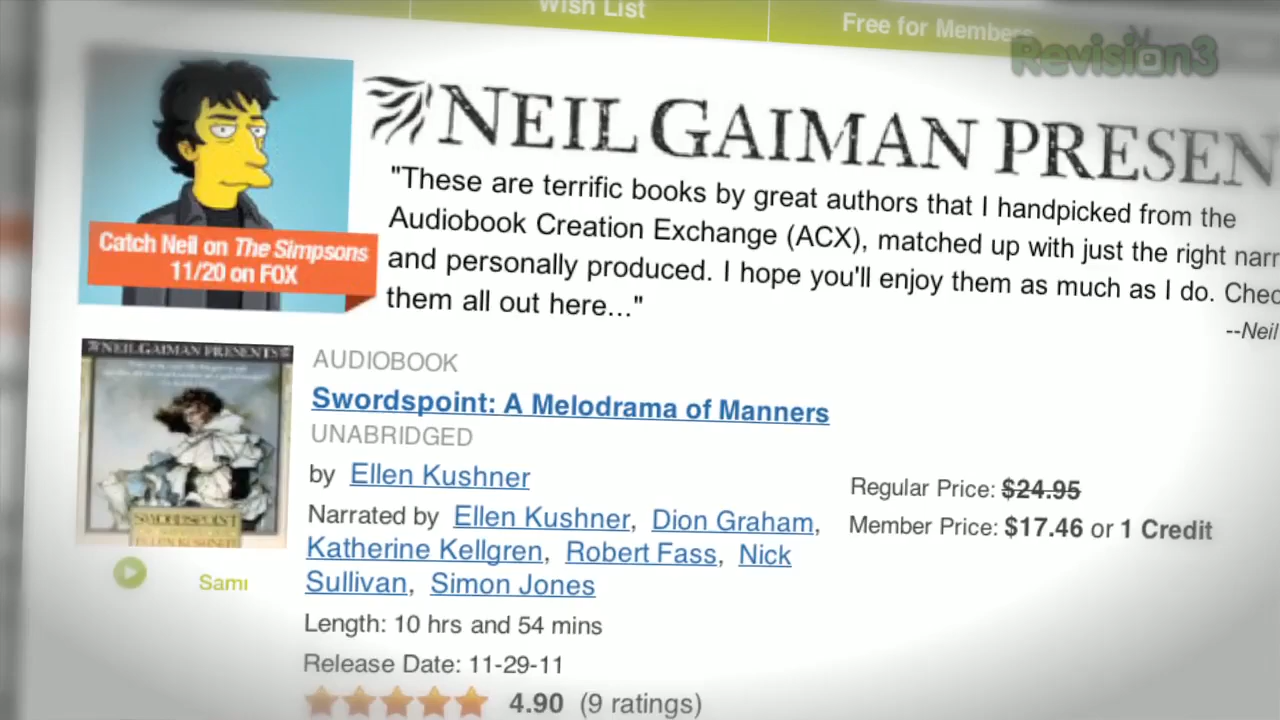 Wish List
Free for Members
Revision3
NEIL GAIMAN PRESEN
"These are terrific books by great authors that I handpicked from the
Audiobook Creation Exchange (ACX), matched up with just the right narr
and personally produced. I hope you'll enjoy them as much as I do. Chec
them all out here..."
--Neil
Catch Neil on The Simpsons
11/20 on FOX
NEIL GAIMAN PRESENTS
SWORDSPOINT
ELLEN KUSHNER
Sam
AUDIOBOOK
Swordspoint: A Melodrama of Manners
UNABRIDGED
by Ellen Kushner
Narrated by Ellen Kushner, Dion Graham,
Katherine Kellgren, Robert Fass, Nick
Sullivan, Simon Jones
Length: 10 hrs and 54 mins
Release Date: 11-29-11
4.90 (9 ratings)
Regular Price: $24.95
Member Price: $17.46 or 1 Credit